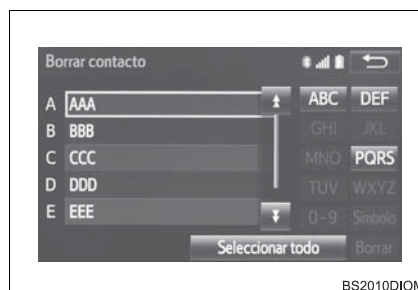 Borrar contacto
A AAA ABC DEF
B BBB GHI JKL
C CCC MNO PQRS
D DDD TUV WXYZ
E EEE 0-9 Símbolo
Seleccionar todo Borrar
BS2010DION